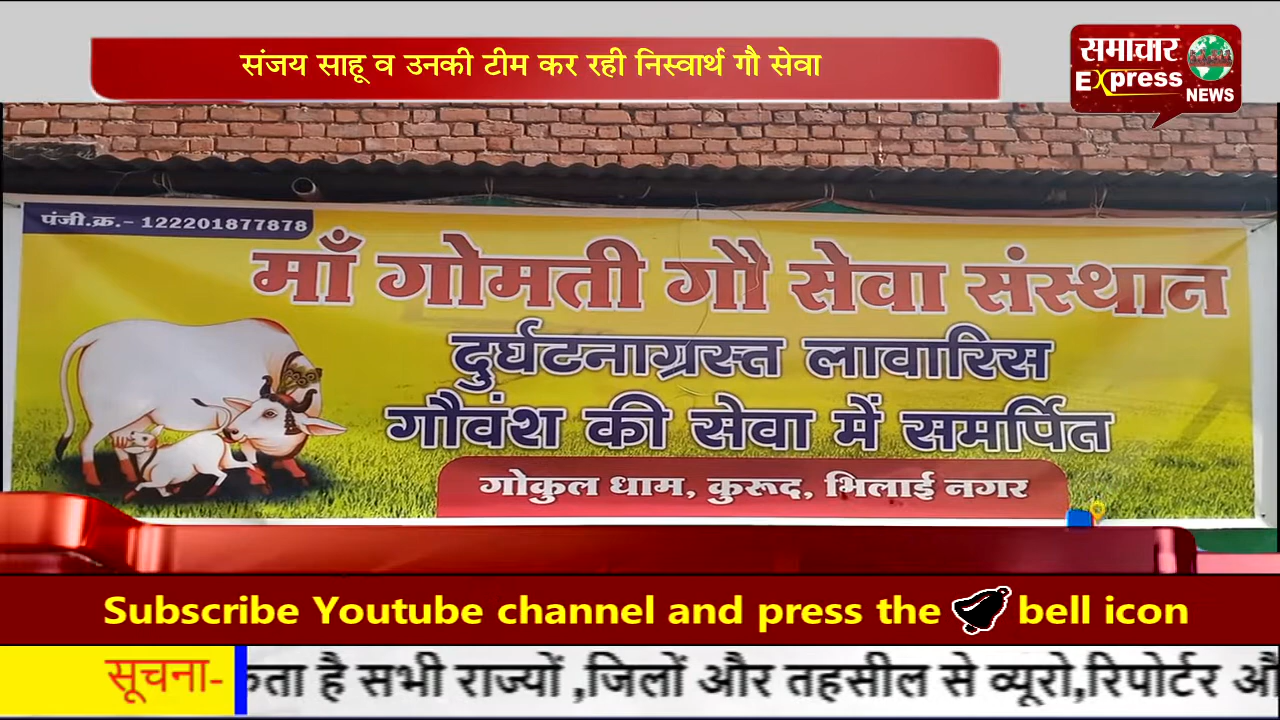 संजय साहू व उनकी टीम कर रही निस्वार्थ गौ सेवा
समाचार
Express
NEWS
पंजी.क्र.- 122201877878
माँ गोमती गौ सेवा संस्थान
दुर्घटनाग्रस्त लावारिस
गौवंश की सेवा में समर्पित
गोकुल धाम, कुरूद, भिलाई नगर
Subscribe Youtube channel and press the bell icon
सूचना- है सभी राज्यों ,जिलों और तहसील से ब्यूरो,रिपोर्टर